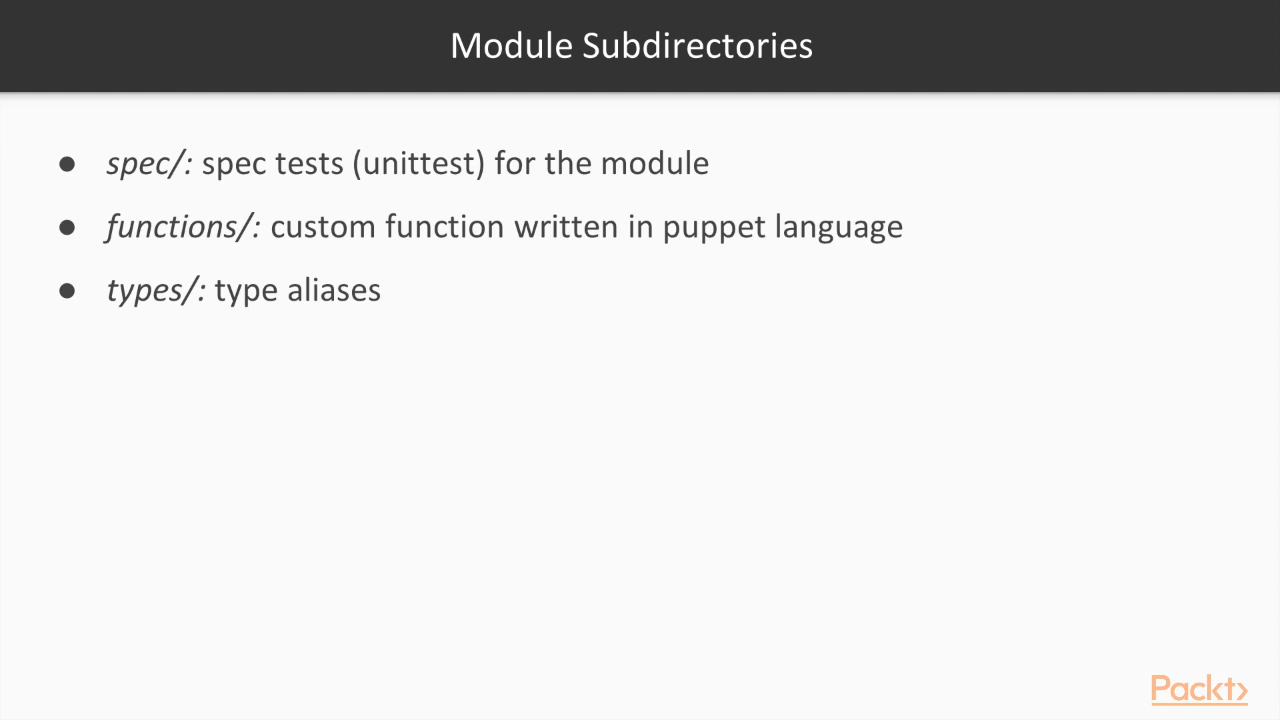 Module Subdirectories
● spec/: spec tests (unittest) for the module
● functions/: custom function written in puppet language
● types/: type aliases
Packt›